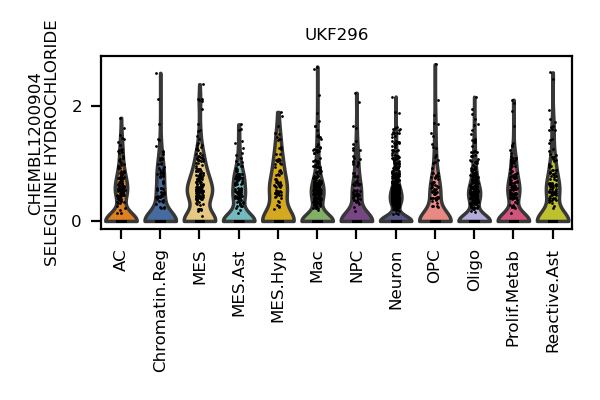 UKF296
CHEMBL1200904
SELEGILINE HYDROCHLORIDE
2
0
AC
Chromatin.Reg
MES
MES.Ast
MES.Hyp
Mac
NPC
Neuron
OPC
Oligo
Prolif.Metab
Reactive.Ast